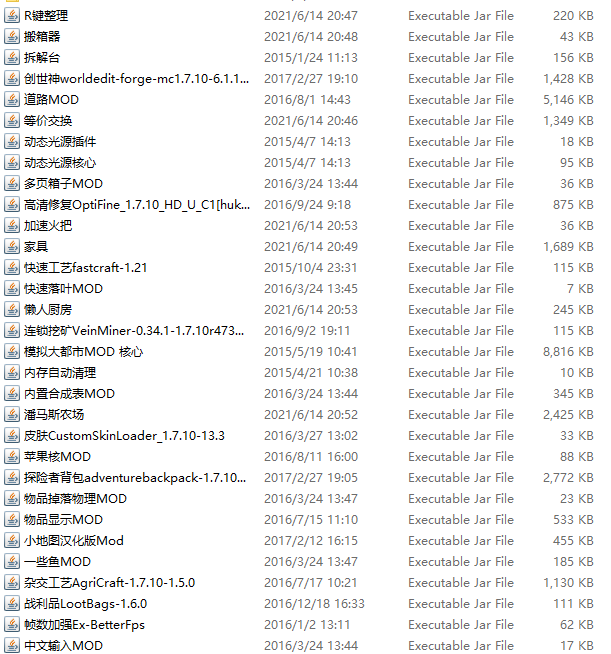 R键整理 2021/6/14 20:47 Executable Jar File 220 KB
搬箱器 2021/6/14 20:48 Executable Jar File 43 KB
拆解台 2015/1/24 11:13 Executable Jar File 156 KB
创世神worldedit-forge-mc1.7.10-6.1.1... 2017/2/27 19:10 Executable Jar File 1,428 KB
道路MOD 2016/8/1 14:43 Executable Jar File 5,146 KB
等价交换 2021/6/14 20:46 Executable Jar File 1,349 KB
动态光源插件 2015/4/7 14:13 Executable Jar File 18 KB
动态光源核心 2015/4/7 14:13 Executable Jar File 95 KB
多页箱子MOD 2016/3/24 13:44 Executable Jar File 36 KB
高清修复OptiFine_1.7.10_HD_U_C1[huk... 2016/9/24 9:18 Executable Jar File 875 KB
加速火把 2021/6/14 20:53 Executable Jar File 36 KB
家具 2021/6/14 20:49 Executable Jar File 1,689 KB
快速工艺fastcraft-1.21 2015/10/4 23:31 Executable Jar File 115 KB
快速落叶MOD 2016/3/24 13:45 Executable Jar File 7 KB
懒人厨房 2021/6/14 20:53 Executable Jar File 245 KB
连锁挖矿VeinMiner-0.34.1-1.7.10r473... 2016/9/2 19:11 Executable Jar File 115 KB
模拟大都市MOD 核心 2015/5/19 10:41 Executable Jar File 8,816 KB
内存自动清理 2015/4/21 10:38 Executable Jar File 10 KB
内置合成表MOD 2016/3/24 13:44 Executable Jar File 345 KB
潘马斯农场 2021/6/14 20:52 Executable Jar File 2,425 KB
皮肤CustomSkinLoader_1.7.10-13.3 2016/3/27 13:02 Executable Jar File 33 KB
苹果核MOD 2016/8/11 16:00 Executable Jar File 88 KB
探险者背包adventurebackpack-1.7.10... 2017/2/27 19:05 Executable Jar File 2,772 KB
物品掉落物理MOD 2016/3/24 13:47 Executable Jar File 23 KB
物品显示MOD 2016/7/15 11:10 Executable Jar File 533 KB
小地图汉化版Mod 2017/2/12 16:15 Executable Jar File 455 KB
一些鱼MOD 2016/3/24 13:47 Executable Jar File 185 KB
杂交工艺AgriCraft-1.7.10-1.5.0 2016/7/17 10:21 Executable Jar File 1,130 KB
战利品LootBags-1.6.0 2016/12/18 16:33 Executable Jar File 111 KB
帧数加强Ex-BetterFps 2016/1/2 13:11 Executable Jar File 62 KB
中文输入MOD 2016/3/24 13:44 Executable Jar File 17 KB